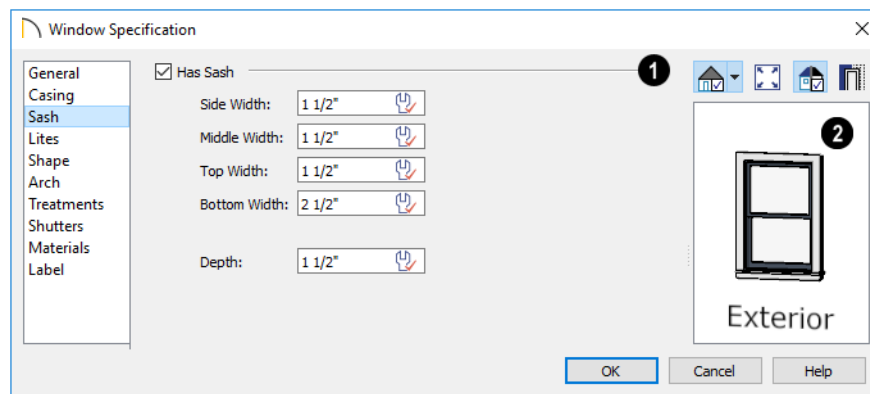 Window Specification
General
Casing
Sash
Lites
Shape
Arch
Treatments
Shutters
Materials
Label
Has Sash
Side Width: 1 1/2"
Middle Width: 1 1/2"
Top Width: 1 1/2"
Bottom Width: 2 1/2"
Depth: 1 1/2"
1
2
Exterior
OK Cancel Help